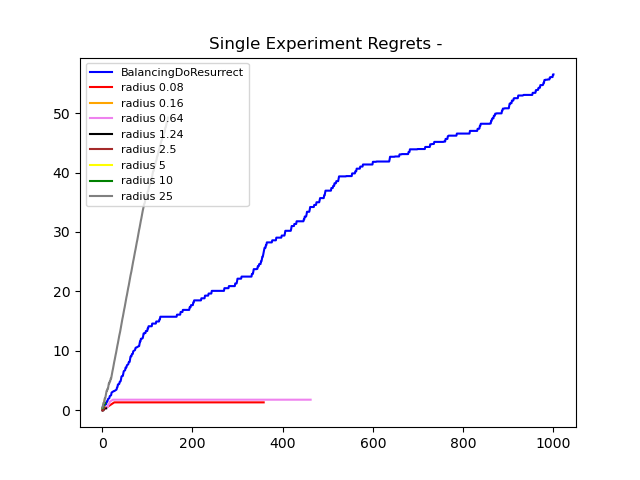 Single Experiment Regrets -
BalancingDoResurrect
radius 0.08
radius 0.16
radius 0.64
radius 1.24
radius 2.5
radius 5
radius 10
radius 25
50
40
30
20
10
0
0 200 400 600 800 1000